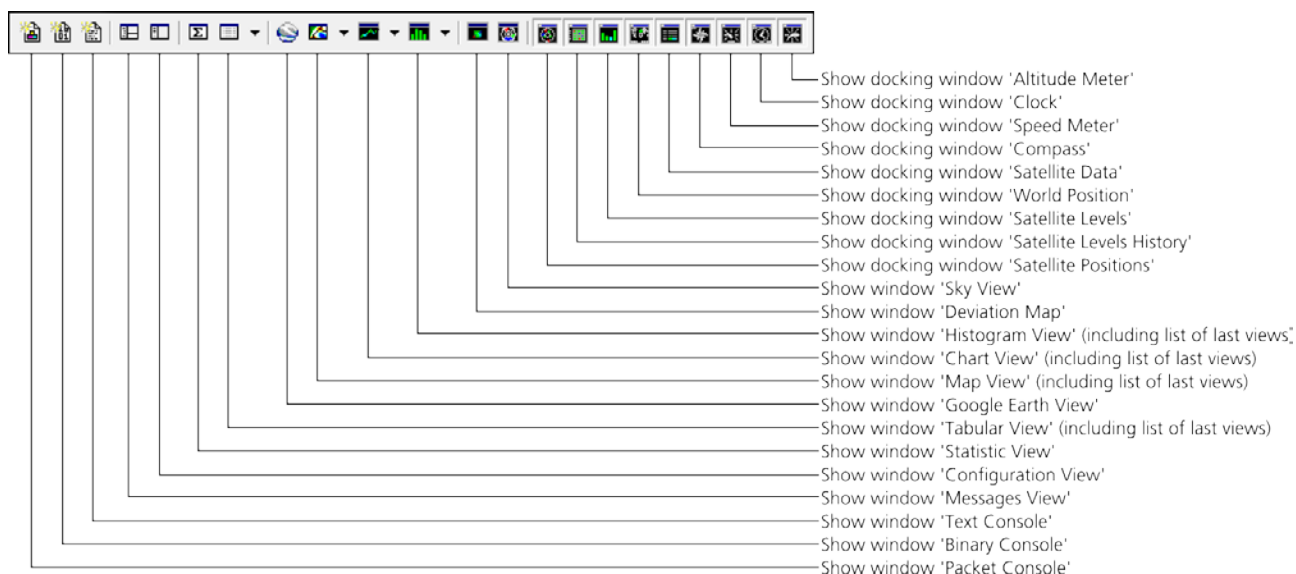 Show docking window 'Altitude Meter'
Show docking window 'Clock'
Show docking window 'Speed Meter'
Show docking window 'Compass'
Show docking window 'Satellite Data'
Show docking window 'World Position'
Show docking window 'Satellite Levels'
Show docking window 'Satellite Levels History'
Show docking window 'Satellite Positions'
Show window 'Sky View'
Show window 'Deviation Map'
Show window 'Histogram View' (including list of last views)
Show window 'Chart View' (including list of last views)
Show window 'Map View' (including list of last views)
Show window 'Google Earth View'
Show window 'Tabular View' (including list of last views)
Show window 'Statistic View'
Show window 'Configuration View'
Show window 'Messages View'
Show window 'Text Console'
Show window 'Binary Console'
Show window 'Packet Console'